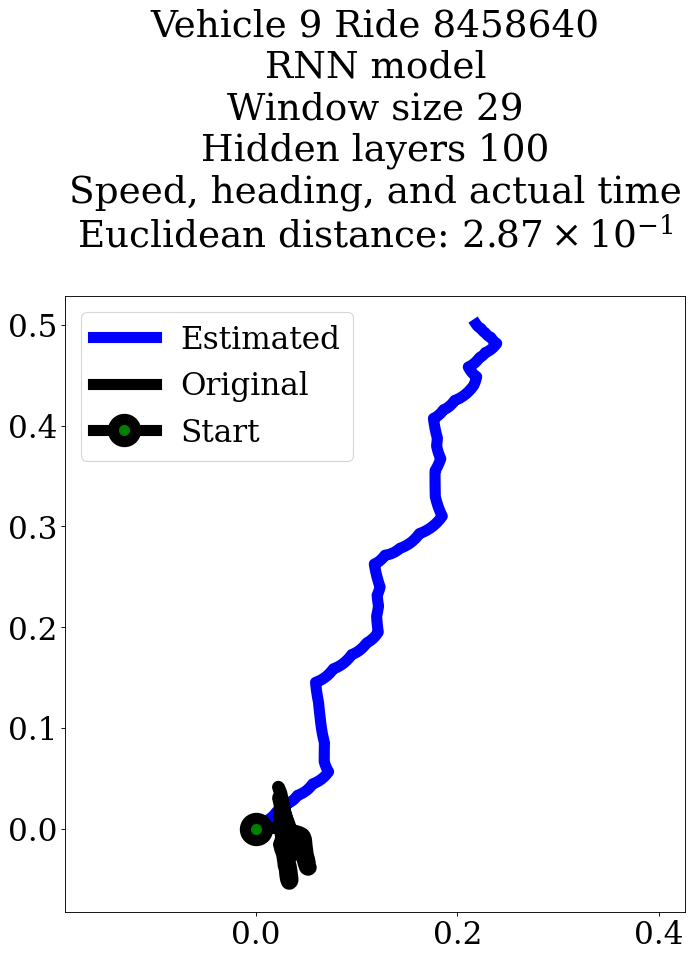 Vehicle 9 Ride 8458640
RNN model
Window size 29
Hidden layers 100
Speed, heading, and actual time
Euclidean distance: 2.87 × 10⁻¹
Estimated
Original
Start
0.5
0.4
0.3
0.2
0.1
0.0
0.0 0.2 0.4